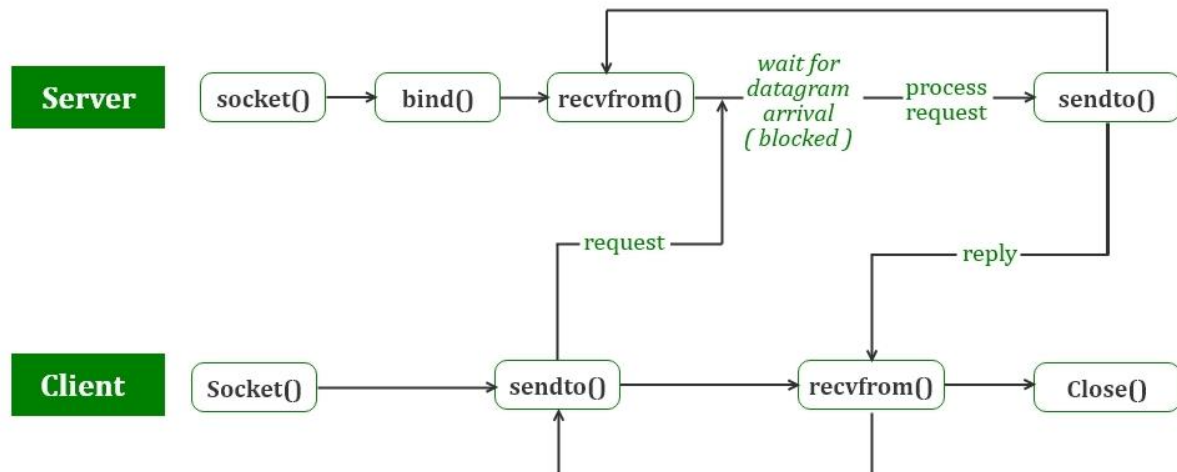 Server
socket()
bind()
recvfrom()
wait for
datagram
arrival
( blocked )
process
request
sendto()
request
reply
Client
Socket()
sendto()
recvfrom()
Close()